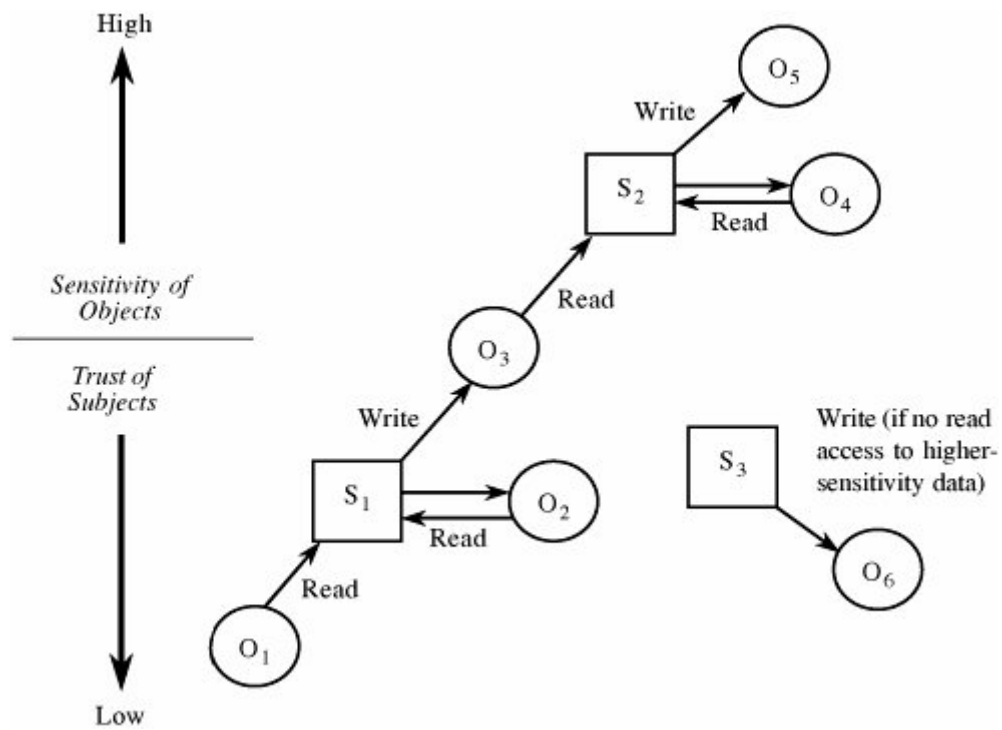 High
O5
Write
S2
O4
Read
Sensitivity of
Objects
Read
O3
Trust of
Subjects
Write
Write (if no read
access to higher-
sensitivity data)
S3
S1
O2
Read
Read
O6
O1
Low